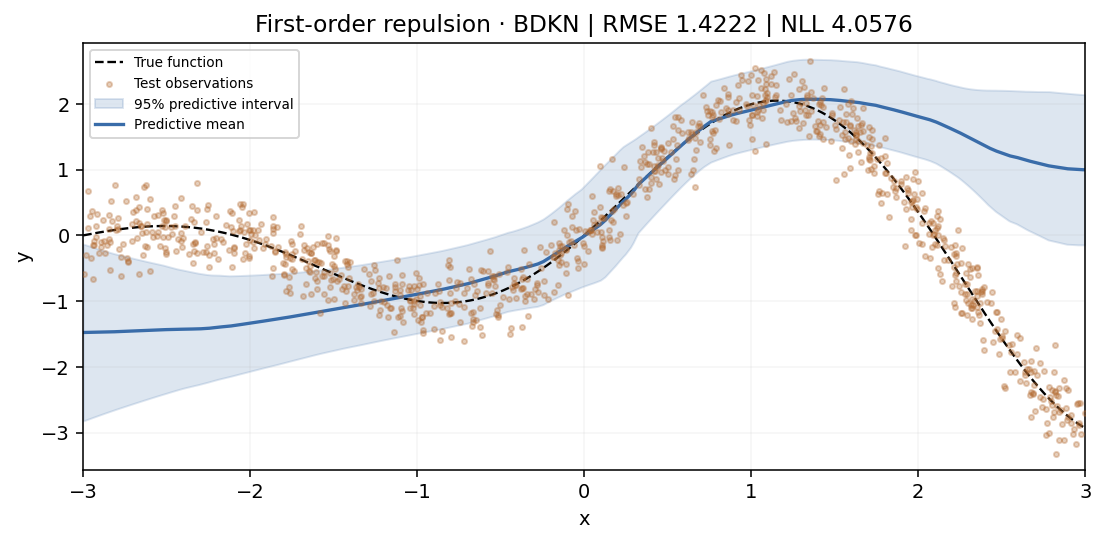 First-order repulsion · BDKN | RMSE 1.4222 | NLL 4.0576
True function
Test observations
95% predictive interval
Predictive mean
y
2
1
0
−1
−2
−3
−3
−2
−1
0
1
2
3
x